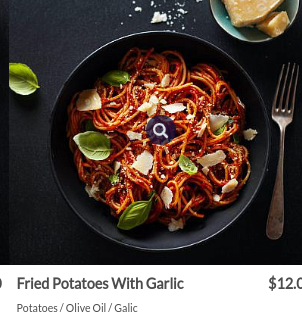 Fried Potatoes With Garlic $12.0
Potatoes / Olive Oil / Galic